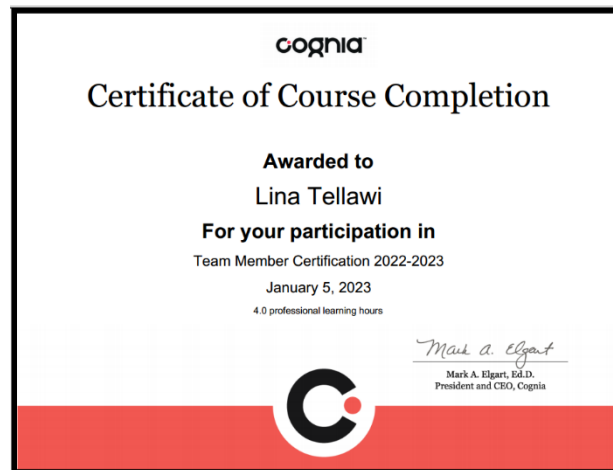 cognia™
Certificate of Course Completion
Awarded to
Lina Tellawi
For your participation in
Team Member Certification 2022-2023
January 5, 2023
4.0 professional learning hours
Mark A. Elgart
Mark A. Elgart, Ed.D.
President and CEO, Cognia